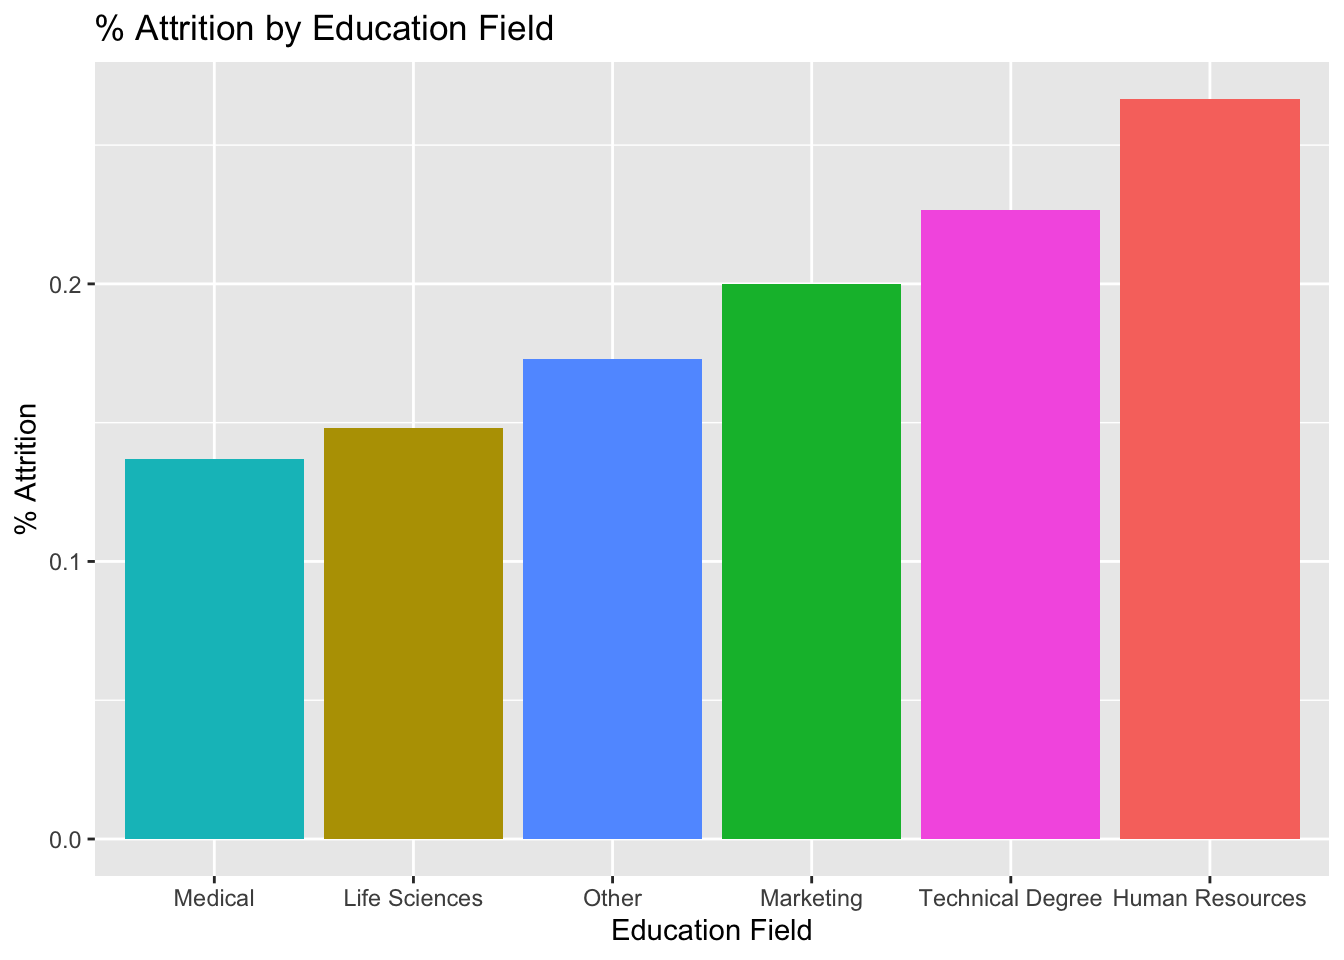 % Attrition by Education Field
% Attrition
0.2
0.1
0.0
Medical Life Sciences Other Marketing Technical Degree Human Resources
Education Field